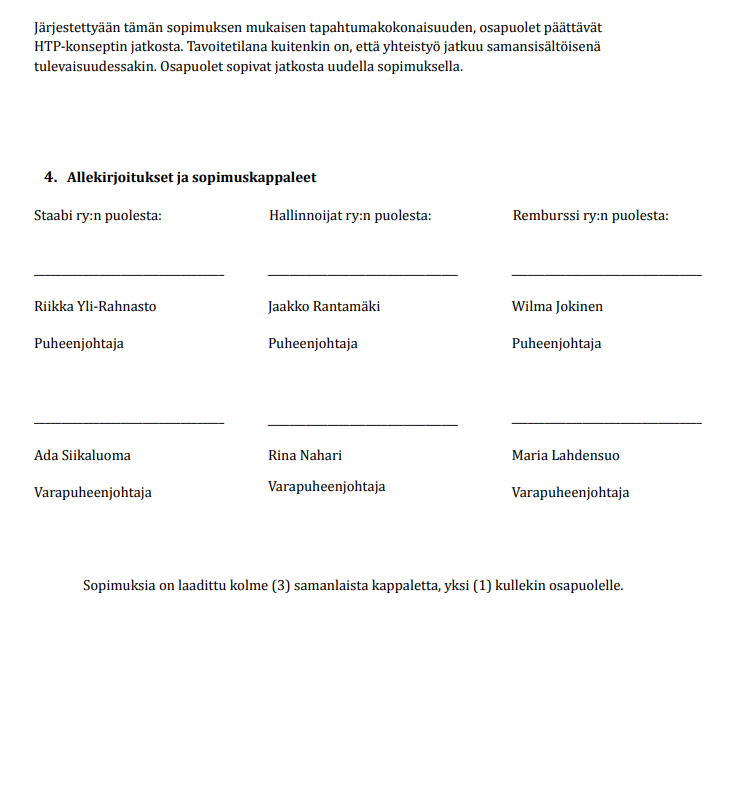 Järjestettyään tämän sopimuksen mukaisen tapahtumakokonaisuuden, osapuolet päättävät
HTP-konseptin jatkosta. Tavoitetilana kuitenkin on, että yhteistyö jatkuu samansisältöisenä
tulevaisuudessakin. Osapuolet sopivat jatkosta uudella sopimuksella.
4. Allekirjoitukset ja sopimuskappaleet
Staabi ry:n puolesta: Hallinnoijat ry:n puolesta: Remburssi ry:n puolesta:
Riikka Yli-Rahnasto Jaakko Rantamäki Wilma Jokinen
Puheenjohtaja Puheenjohtaja Puheenjohtaja
Ada Siikaluoma Rina Nahari Maria Lahdensuo
Varapuheenjohtaja Varapuheenjohtaja Varapuheenjohtaja
Sopimuksia on laadittu kolme (3) samanlaista kappaletta, yksi (1) kullekin osapuolelle.